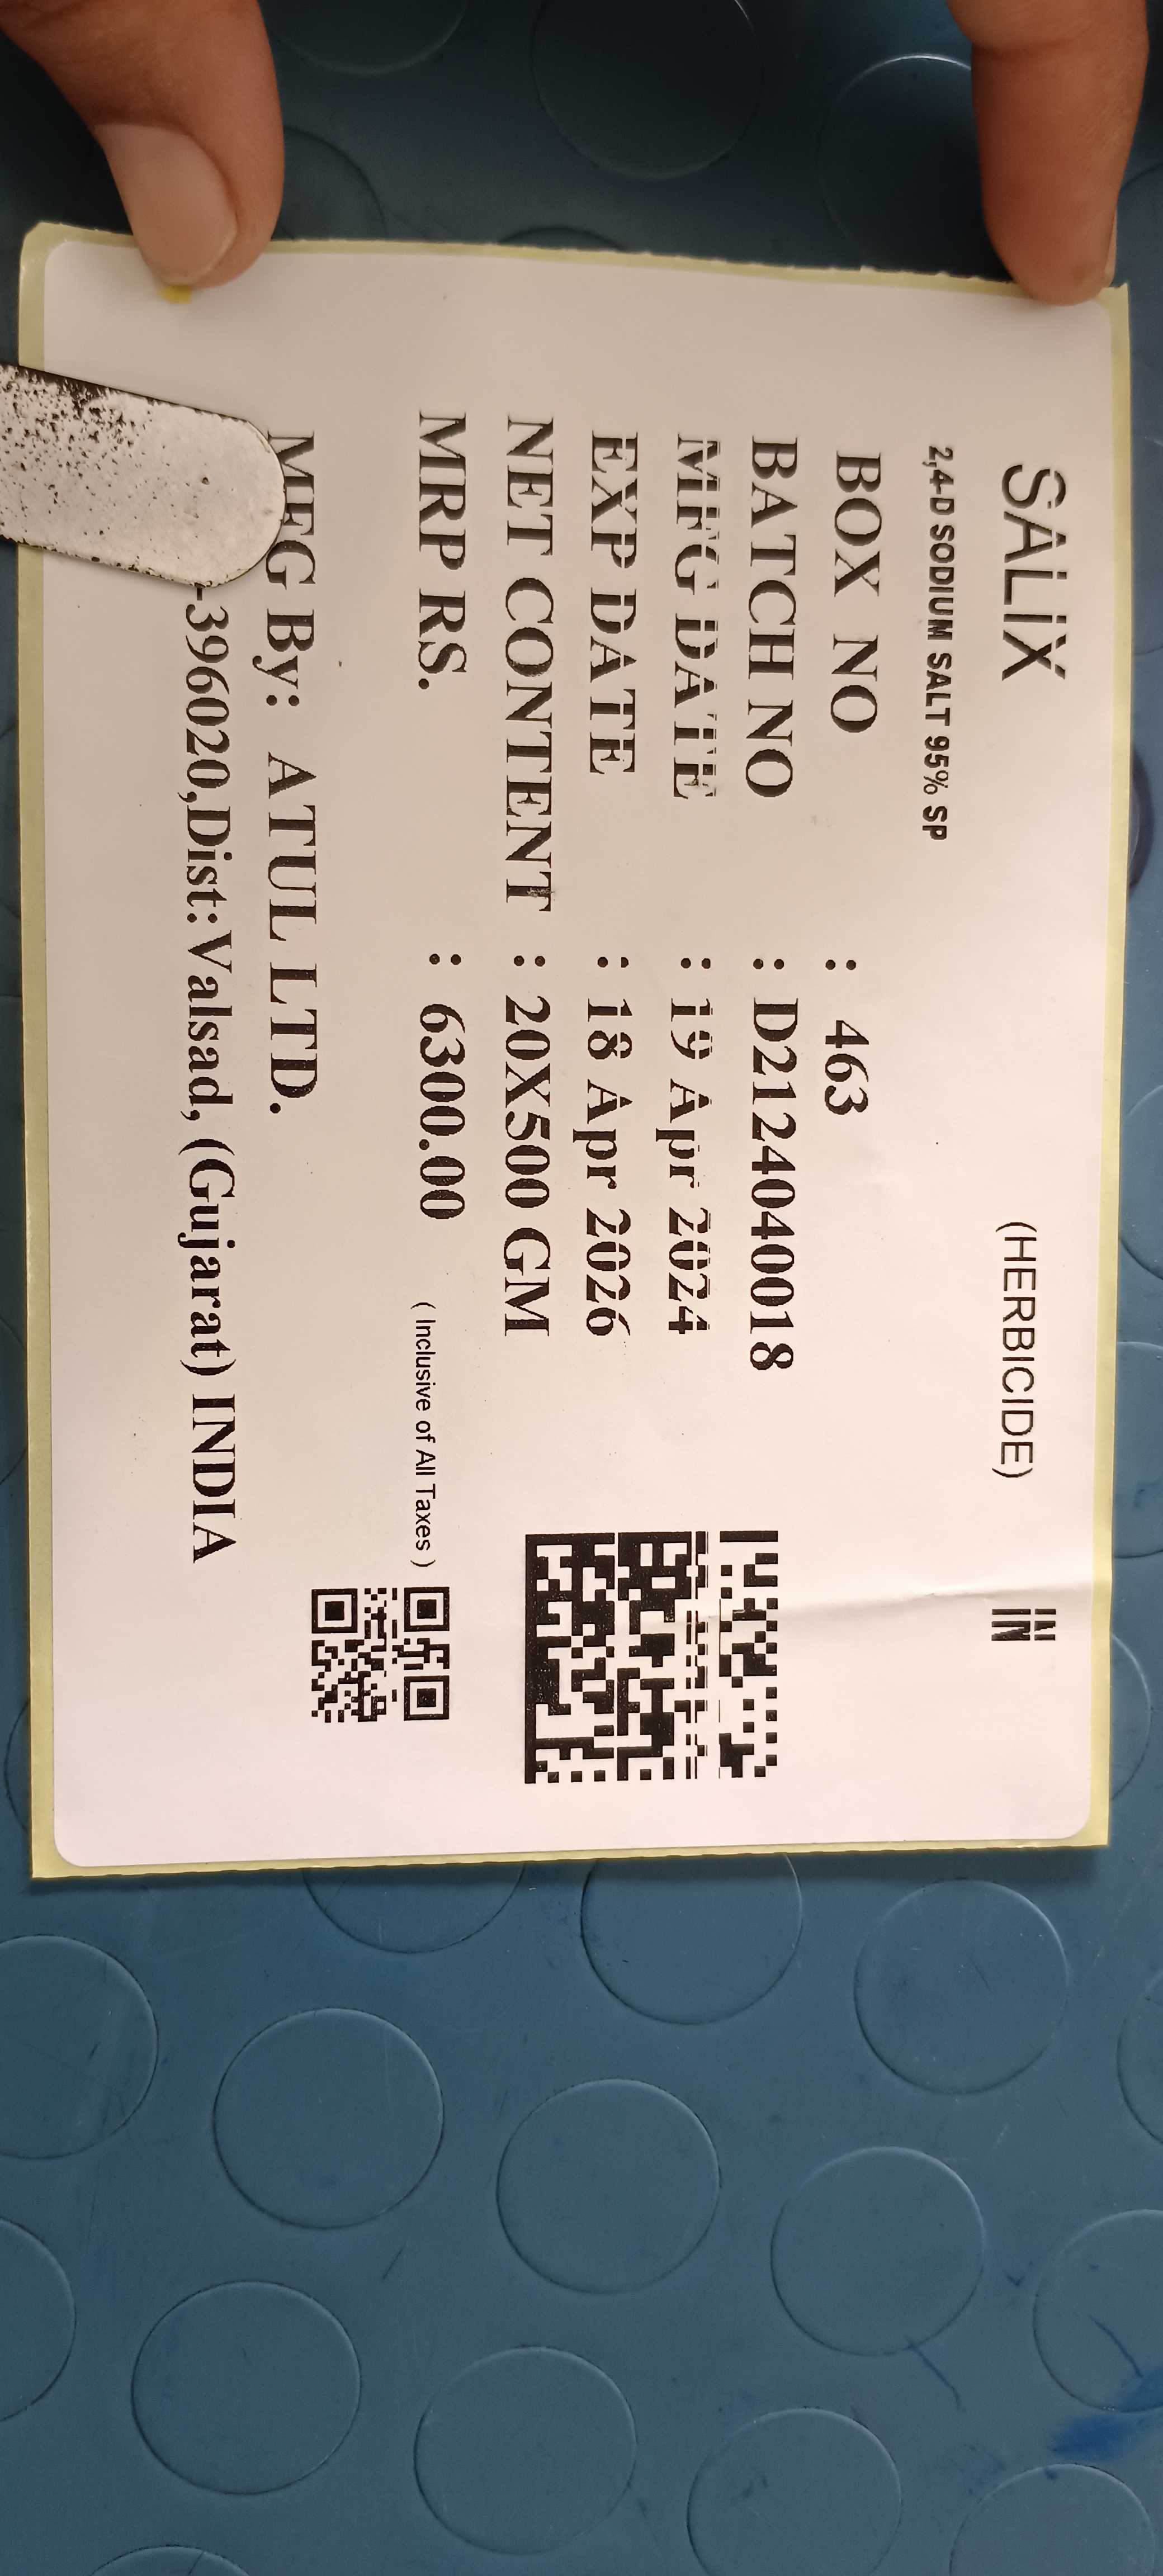 SALIX (HERBICIDE) IN
2,4-D SODIUM SALT 95% SP
BOX NO : 463
BATCH NO : D2124040018
MFG DATE : 19 Apr 2024
EXP DATE : 18 Apr 2026
NET CONTENT : 20X500 GM
MRP RS. : 6300.00 ( Inclusive of All Taxes )
MFG By: ATUL LTD.
-396020,Dist:Valsad, (Gujarat) INDIA